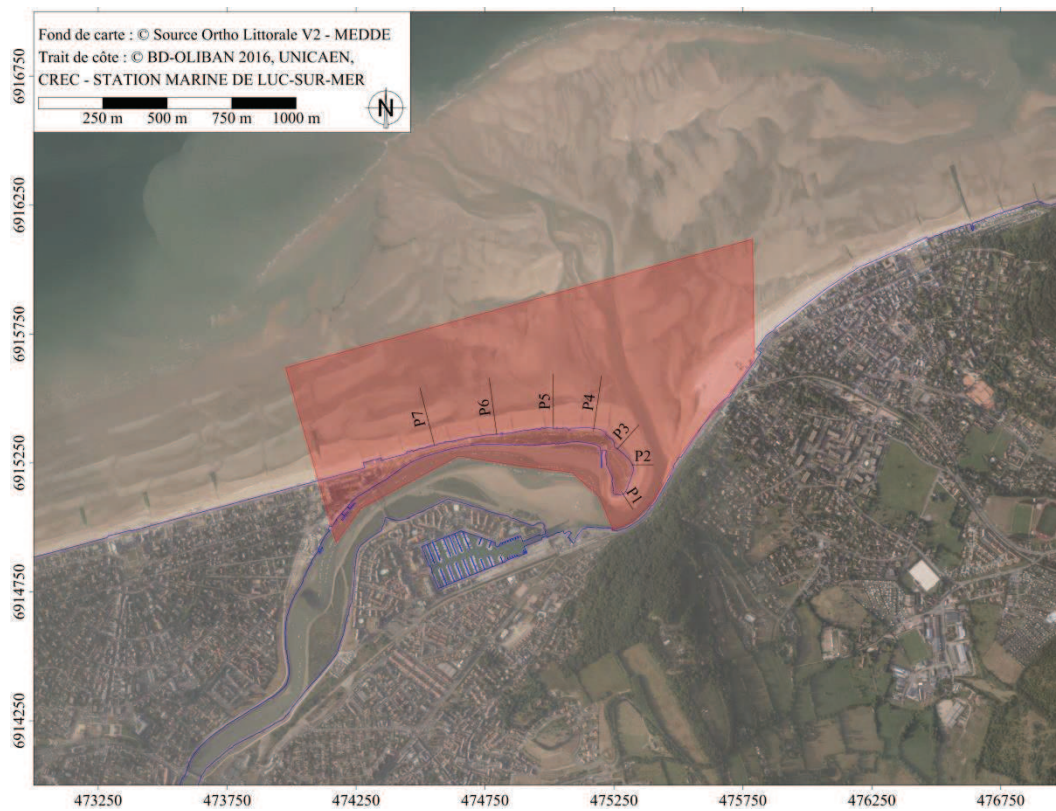 Fond de carte : © Source Ortho Littorale V2 - MEDDE
Trait de côte : © BD-OLIBAN 2016, UNICAEN,
CREC - STATION MARINE DE LUC-SUR-MER
N
250 m 500 m 750 m 1000 m
6916750
6916250
6915750
6915250
6914750
6914250
P7
P6
P5
P4
P3
P2
P1
473250 473750 474250 474750 475250 475750 476250 476750